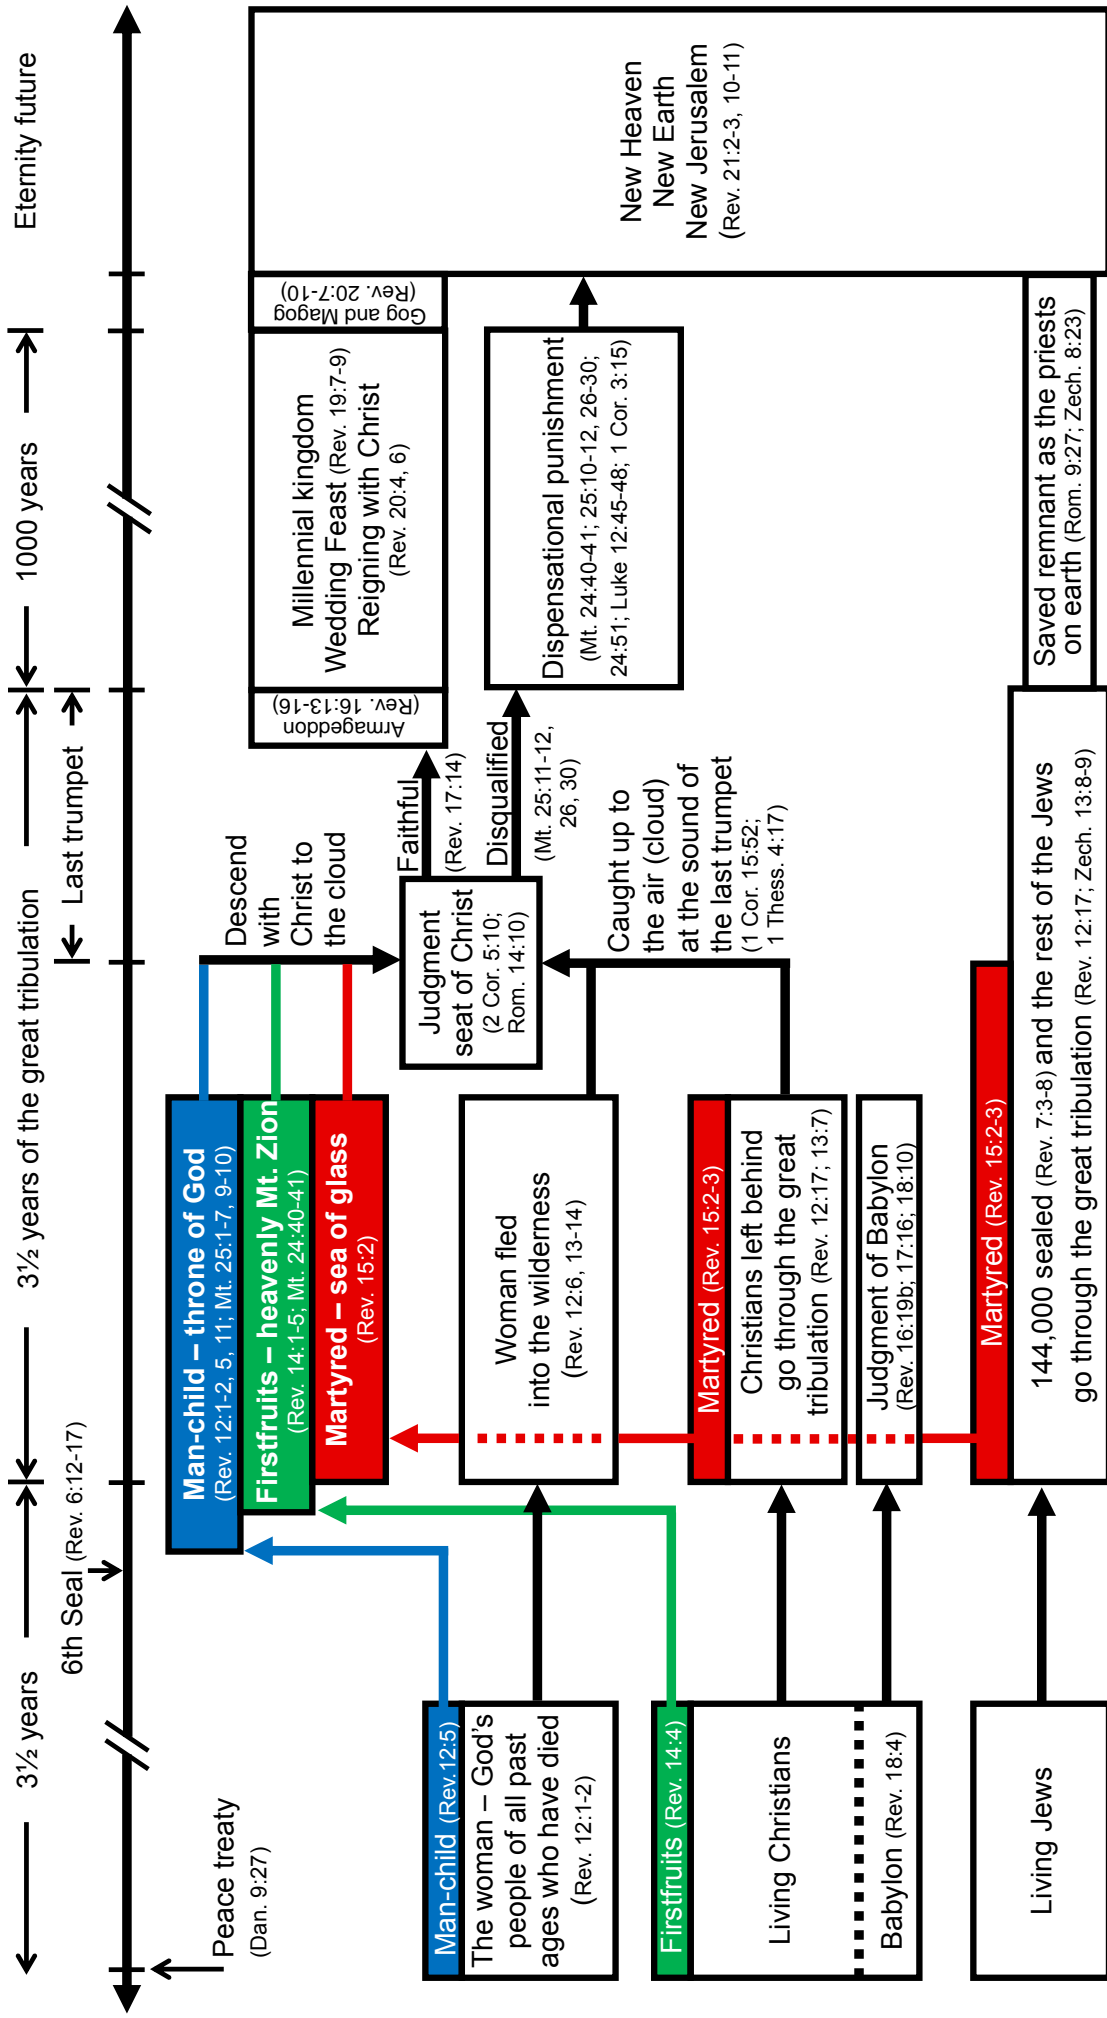 3½ years
3½ years of the great tribulation
1000 years
Eternity future
6th Seal (Rev. 6:12-17)
Last trumpet
Peace treaty
(Dan. 9:27)
Man-child – throne of God
(Rev. 12:1-2, 5, 11; Mt. 25:1-7, 9-10)
Firstfruits – heavenly Mt. Zion
(Rev. 14:1-5; Mt. 24:40-41)
Martyred – sea of glass
(Rev. 15:2)
Descend
with
Christ to
the cloud
Judgment
seat of Christ
(2 Cor. 5:10;
Rom. 14:10)
Faithful
(Rev. 17:14)
Disqualified
(Mt. 25:11-12,
26, 30)
Armageddon
(Rev. 16:13-16)
Millennial kingdom
Wedding Feast (Rev. 19:7-9)
Reigning with Christ
(Rev. 20:4, 6)
Gog and Magog
(Rev. 20:7-10)
Dispensational punishment
(Mt. 24:40-41; 25:10-12, 26-30;
24:51; Luke 12:45-48; 1 Cor. 3:15)
New Heaven
New Earth
New Jerusalem
(Rev. 21:2-3, 10-11)
Man-child (Rev.12:5)
The woman – God's
people of all past
ages who have died
(Rev. 12:1-2)
Woman fled
into the wilderness
(Rev. 12:6, 13-14)
Caught up to
the air (cloud)
at the sound of
the last trumpet
(1 Cor. 15:52;
1 Thess. 4:17)
Firstfruits (Rev. 14:4)
Living Christians
Babylon (Rev. 18:4)
Martyred (Rev. 15:2-3)
Christians left behind
go through the great
tribulation (Rev. 12:17; 13:7)
Judgment of Babylon
(Rev. 16:19b; 17:16; 18:10)
Living Jews
Martyred (Rev. 15:2-3)
144,000 sealed (Rev. 7:3-8) and the rest of the Jews
go through the great tribulation (Rev. 12:17; Zech. 13:8-9)
Saved remnant as the priests
on earth (Rom. 9:27; Zech. 8:23)